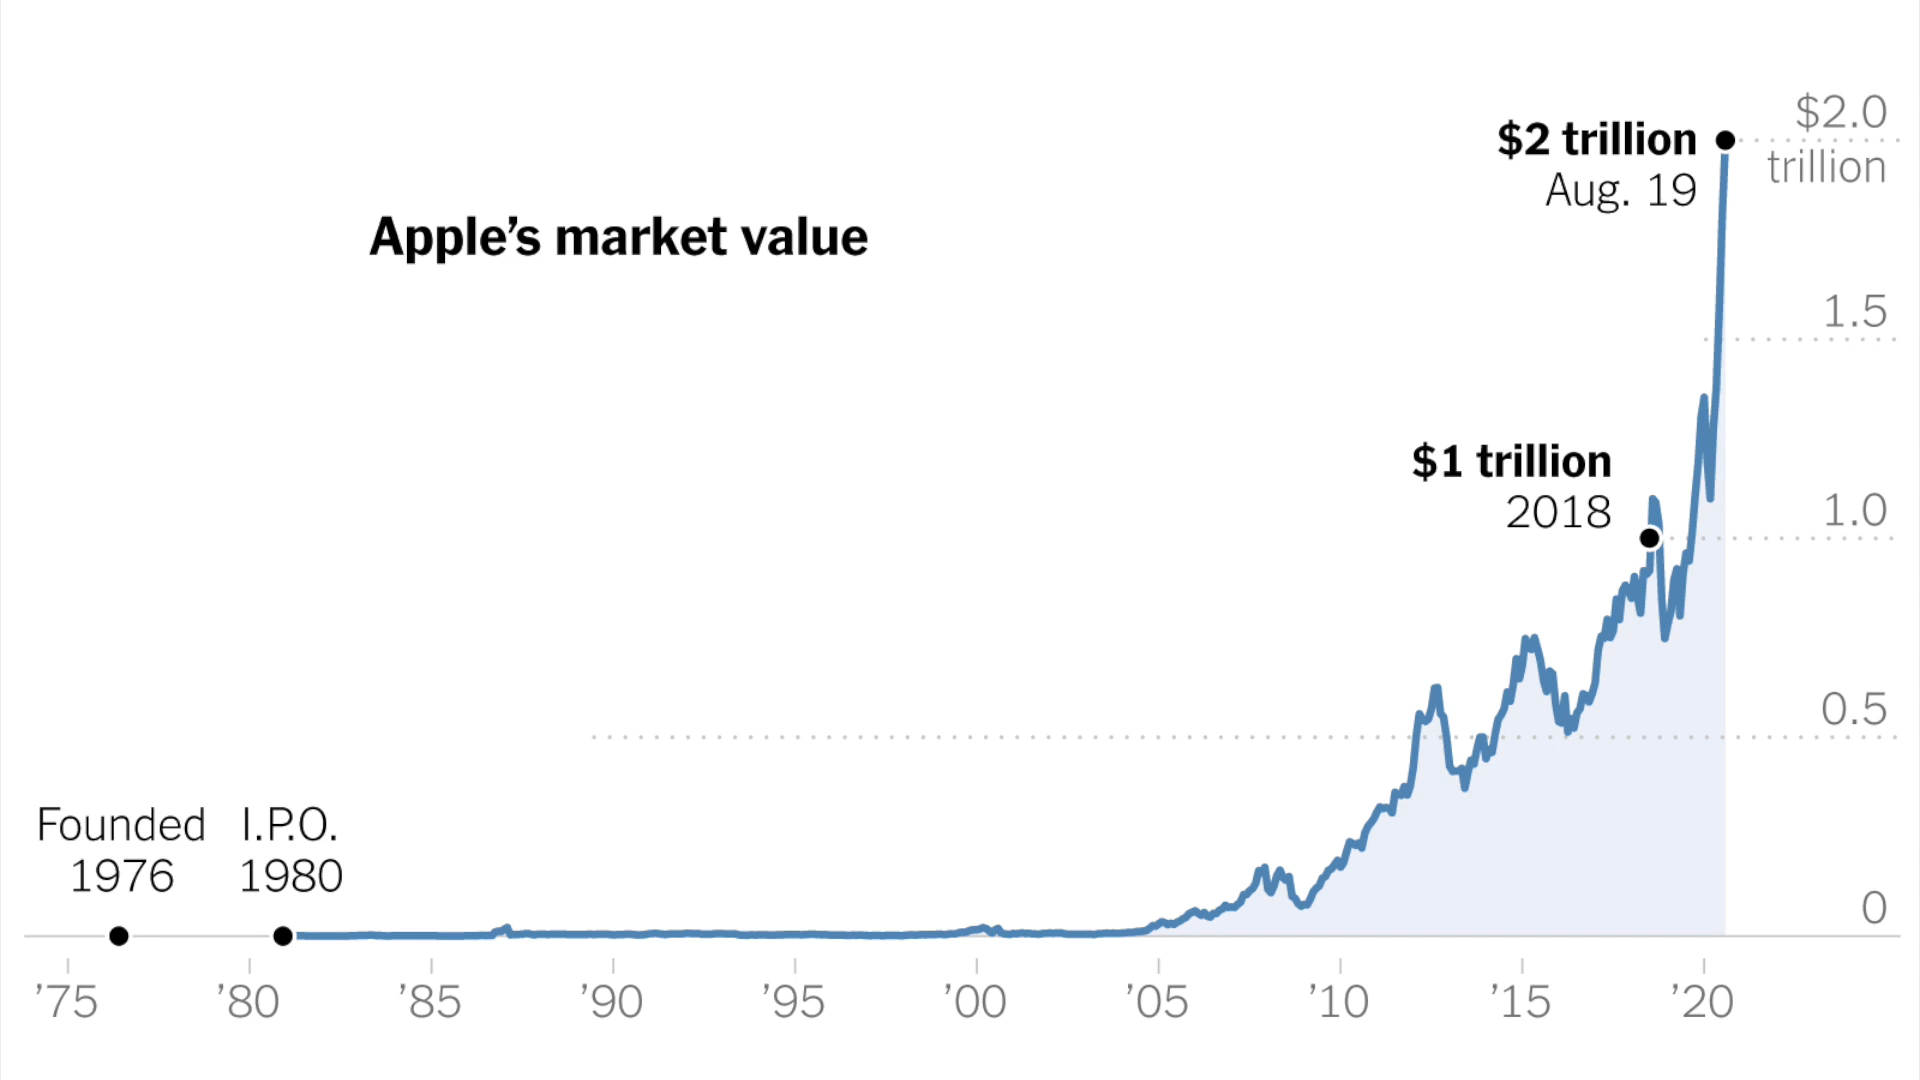 Apple’s market value
$2 trillion
Aug. 19
$2.0
trillion
1.5
$1 trillion
2018
1.0
0.5
0
Founded
1976
I.P.O.
1980
’75 ’80 ’85 ’90 ’95 ’00 ’05 ’10 ’15 ’20